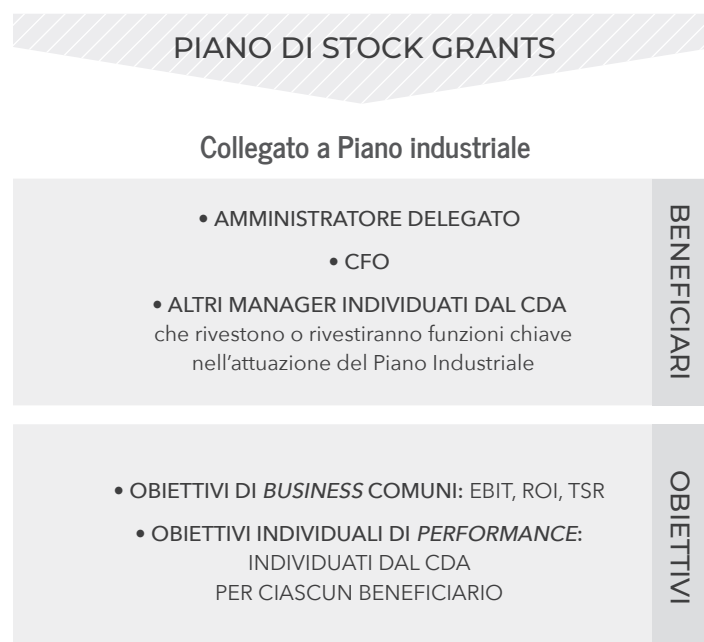 PIANO DI STOCK GRANTS
Collegato a Piano industriale
• AMMINISTRATORE DELEGATO
• CFO
• ALTRI MANAGER INDIVIDUATI DAL CDA
che rivestono o rivestiranno funzioni chiave
nell'attuazione del Piano Industriale
BENEFICIARI
• OBIETTIVI DI BUSINESS COMUNI: EBIT, ROI, TSR
• OBIETTIVI INDIVIDUALI DI PERFORMANCE:
INDIVIDUATI DAL CDA
PER CIASCUN BENEFICIARIO
OBIETTIVI